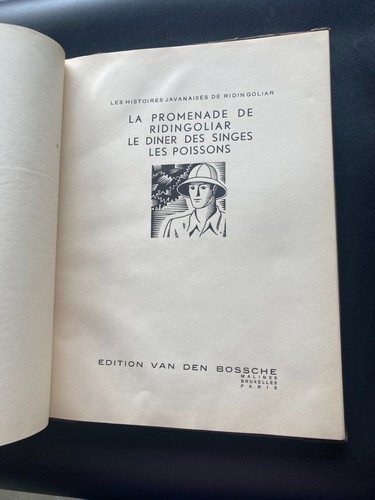 LES HISTOIRES JAVANAISES DE RIDINGOLIAR
LA PROMENADE DE
RIDINGOLIAR
LE DINER DES SINGES
LES POISSONS
EDITION VAN DEN BOSSCHE
MALINES
BRUXELLES
PARIS